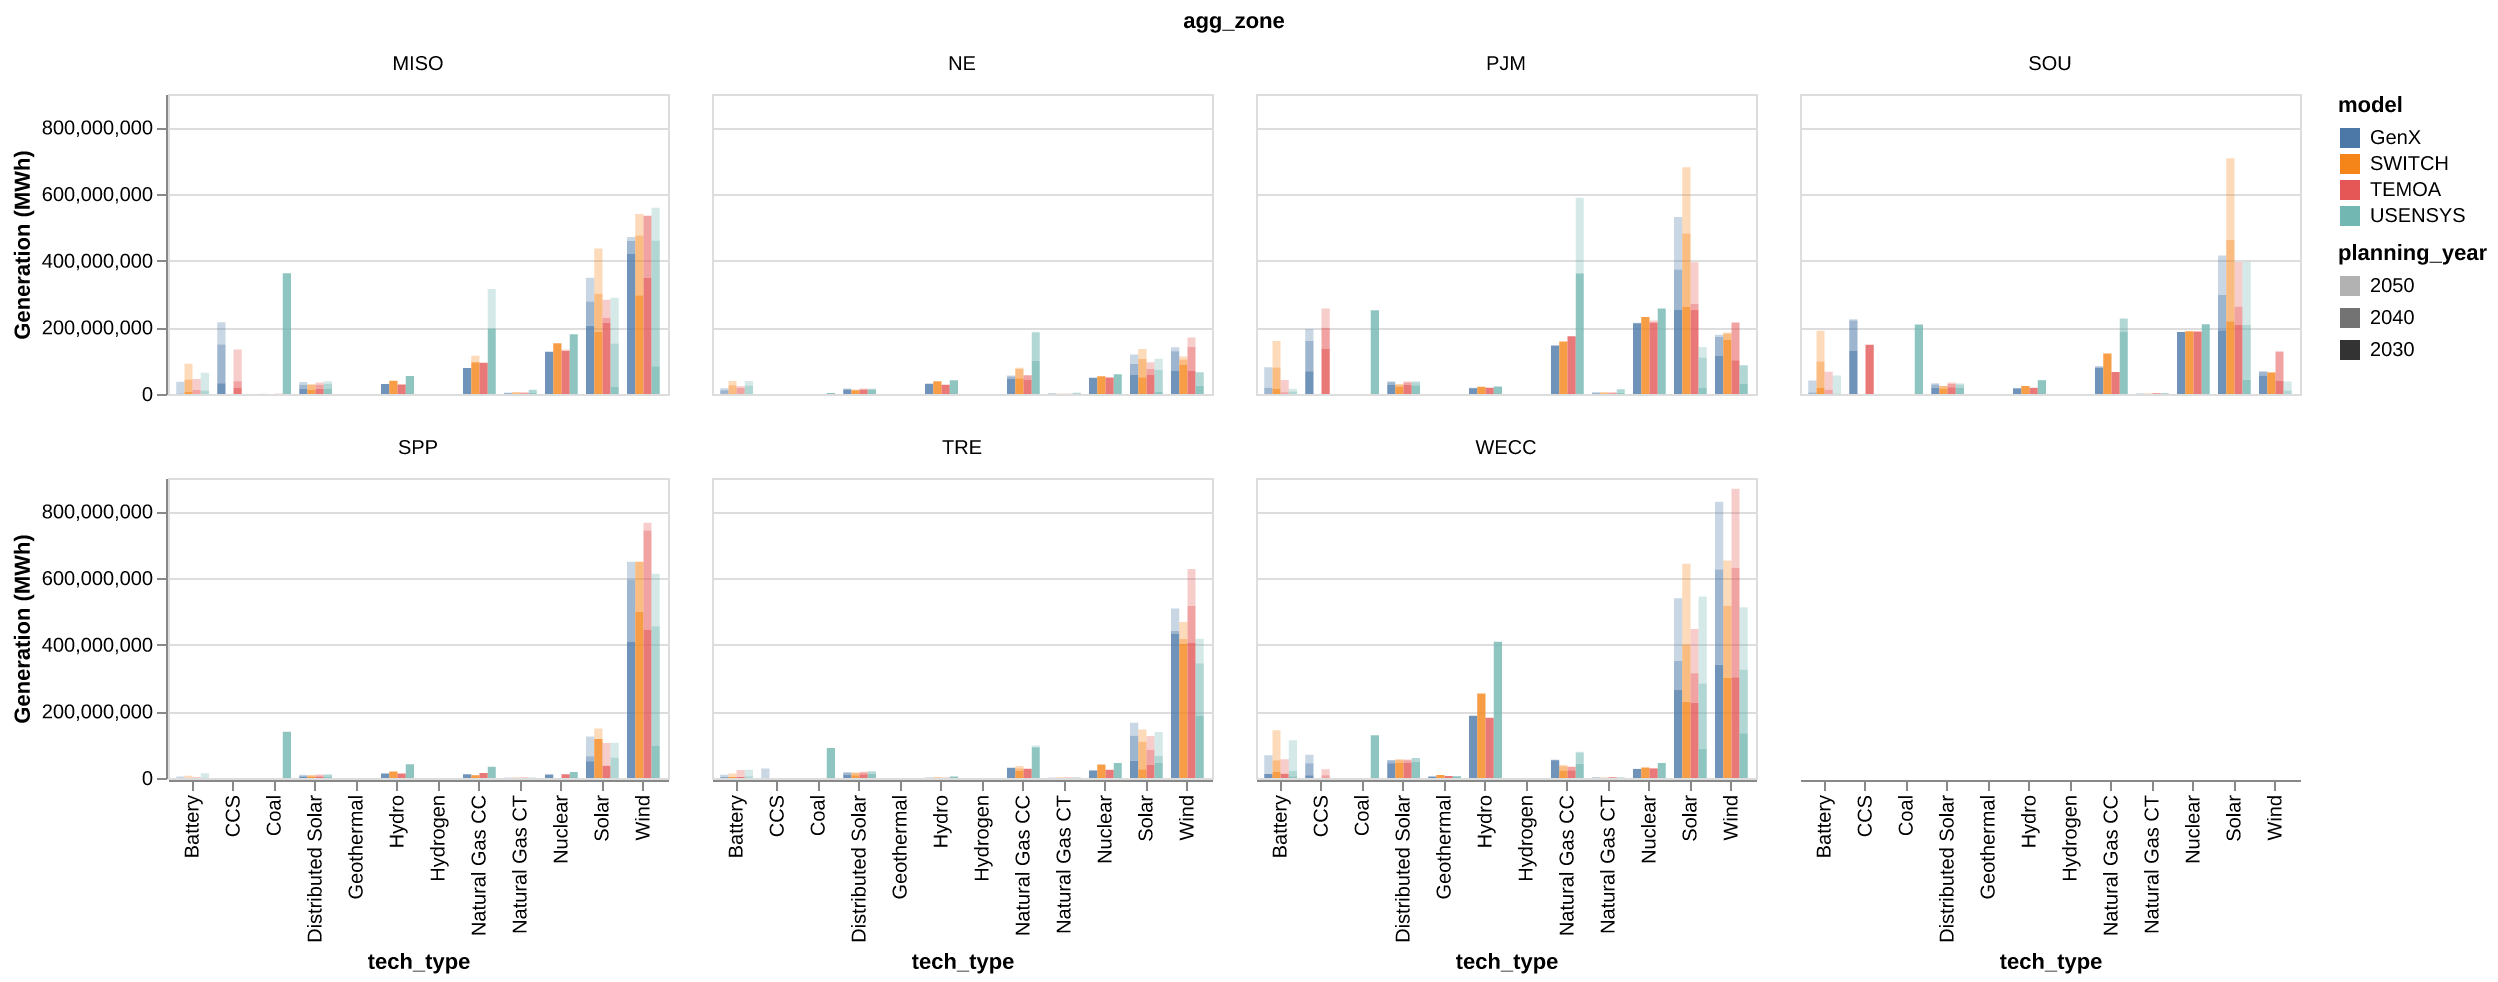 agg_zone
MISO
NE
PJM
SOU
Generation (MWh)
800,000,000
600,000,000
400,000,000
200,000,000
0
model
GenX
SWITCH
TEMOA
USENSYS
planning_year
2050
2040
2030
SPP
TRE
WECC
Generation (MWh)
800,000,000
600,000,000
400,000,000
200,000,000
0
Battery
CCS
Coal
Distributed Solar
Geothermal
Hydro
Hydrogen
Natural Gas CC
Natural Gas CT
Nuclear
Solar
Wind
tech_type
Battery
CCS
Coal
Distributed Solar
Geothermal
Hydro
Hydrogen
Natural Gas CC
Natural Gas CT
Nuclear
Solar
Wind
tech_type
Battery
CCS
Coal
Distributed Solar
Geothermal
Hydro
Hydrogen
Natural Gas CC
Natural Gas CT
Nuclear
Solar
Wind
tech_type
Battery
CCS
Coal
Distributed Solar
Geothermal
Hydro
Hydrogen
Natural Gas CC
Natural Gas CT
Nuclear
Solar
Wind
tech_type